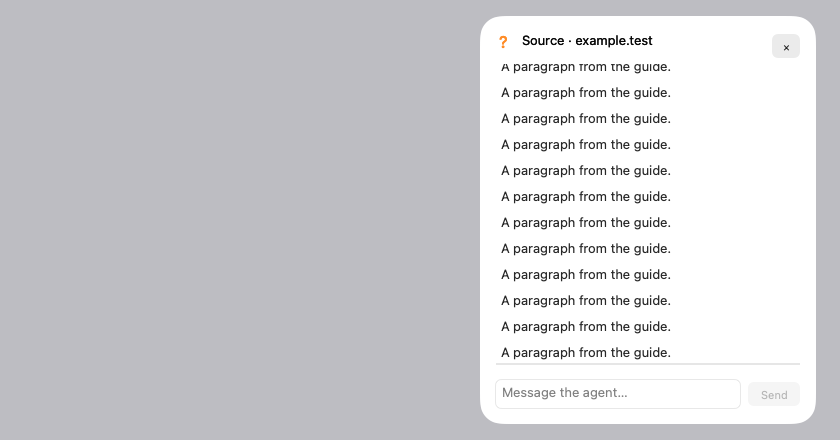 ? Source · example.test
×
A paragraph from the guide.
A paragraph from the guide.
A paragraph from the guide.
A paragraph from the guide.
A paragraph from the guide.
A paragraph from the guide.
A paragraph from the guide.
A paragraph from the guide.
A paragraph from the guide.
A paragraph from the guide.
A paragraph from the guide.
A paragraph from the guide.
Message the agent...
Send